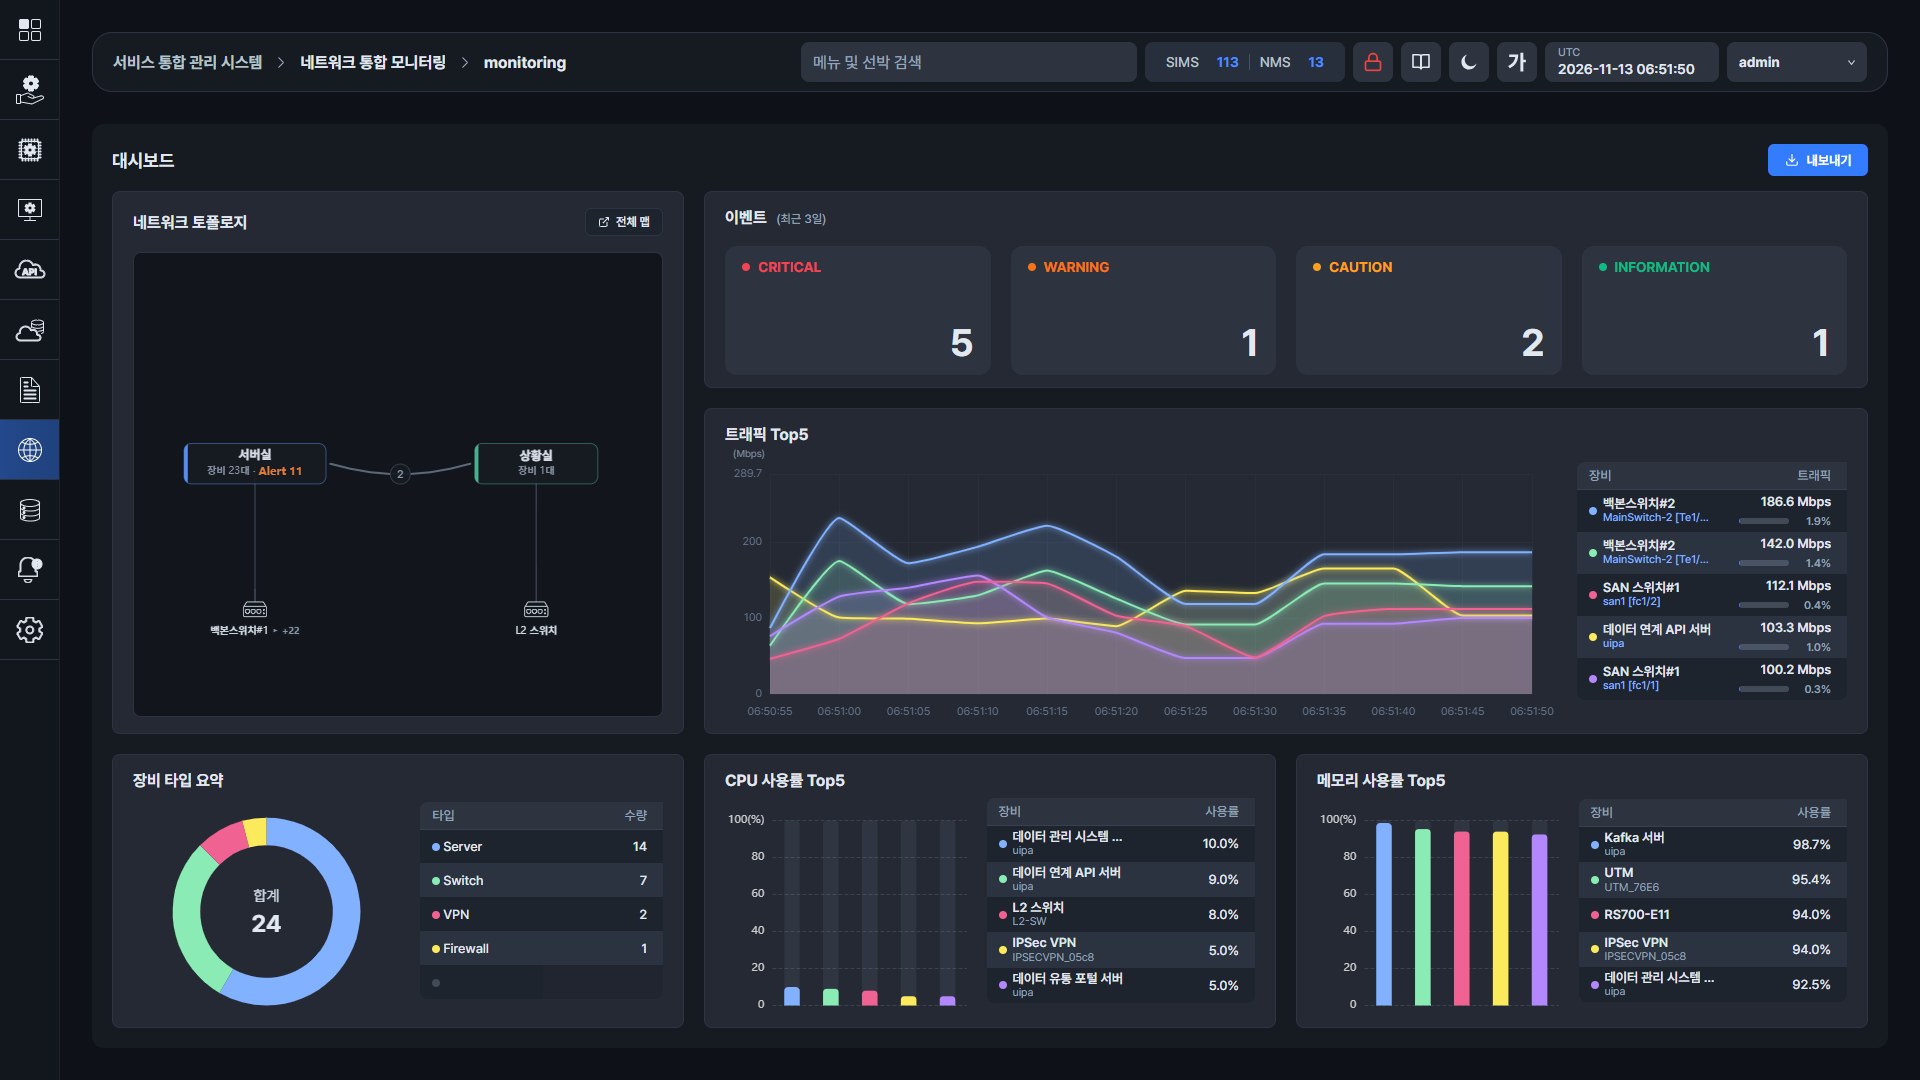 서비스 통합 관리 시스템 > 네트워크 통합 모니터링 > monitoring
메뉴 및 선박 검색
SIMS 113 NMS 13
가
UTC
2026-11-13 06:51:50
admin
API
대시보드
내보내기
네트워크 토폴로지
전체 맵
서버실
장비 23대 · Alert 11
2
상황실
장비 1대
백본스위치#1 ▸ +22
L2 스위치
이벤트 (최근 3일)
CRITICAL
5
WARNING
1
CAUTION
2
INFORMATION
1
트래픽 Top5
(Mbps)
289.7
200
100
0
06:50:55 06:51:00 06:51:05 06:51:10 06:51:15 06:51:20 06:51:25 06:51:30 06:51:35 06:51:40 06:51:45 06:51:50
장비 트래픽
백본스위치#2 186.6 Mbps
MainSwitch-2 [Te1/... 1.9%
백본스위치#2 142.0 Mbps
MainSwitch-2 [Te1/... 1.4%
SAN 스위치#1 112.1 Mbps
san1 [fc1/2] 0.4%
데이터 연계 API 서버 103.3 Mbps
uipa 1.0%
SAN 스위치#1 100.2 Mbps
san1 [fc1/1] 0.3%
장비 타입 요약
합계
24
타입 수량
Server 14
Switch 7
VPN 2
Firewall 1
CPU 사용률 Top5
100(%)
80
60
40
20
0
장비 사용률
데이터 관리 시스템 ... 10.0%
uipa
데이터 연계 API 서버 9.0%
uipa
L2 스위치 8.0%
L2-SW
IPSec VPN 5.0%
IPSECVPN_05c8
데이터 유통 포털 서버 5.0%
uipa
메모리 사용률 Top5
100(%)
80
60
40
20
0
장비 사용률
Kafka 서버 98.7%
uipa
UTM 95.4%
UTM_76E6
RS700-E11 94.0%
IPSec VPN 94.0%
IPSECVPN_05c8
데이터 관리 시스템 ... 92.5%
uipa